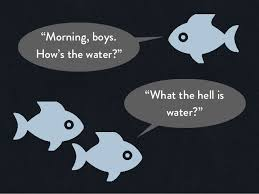 “Morning, boys.
How’s the water?”
“What the hell is
water?”